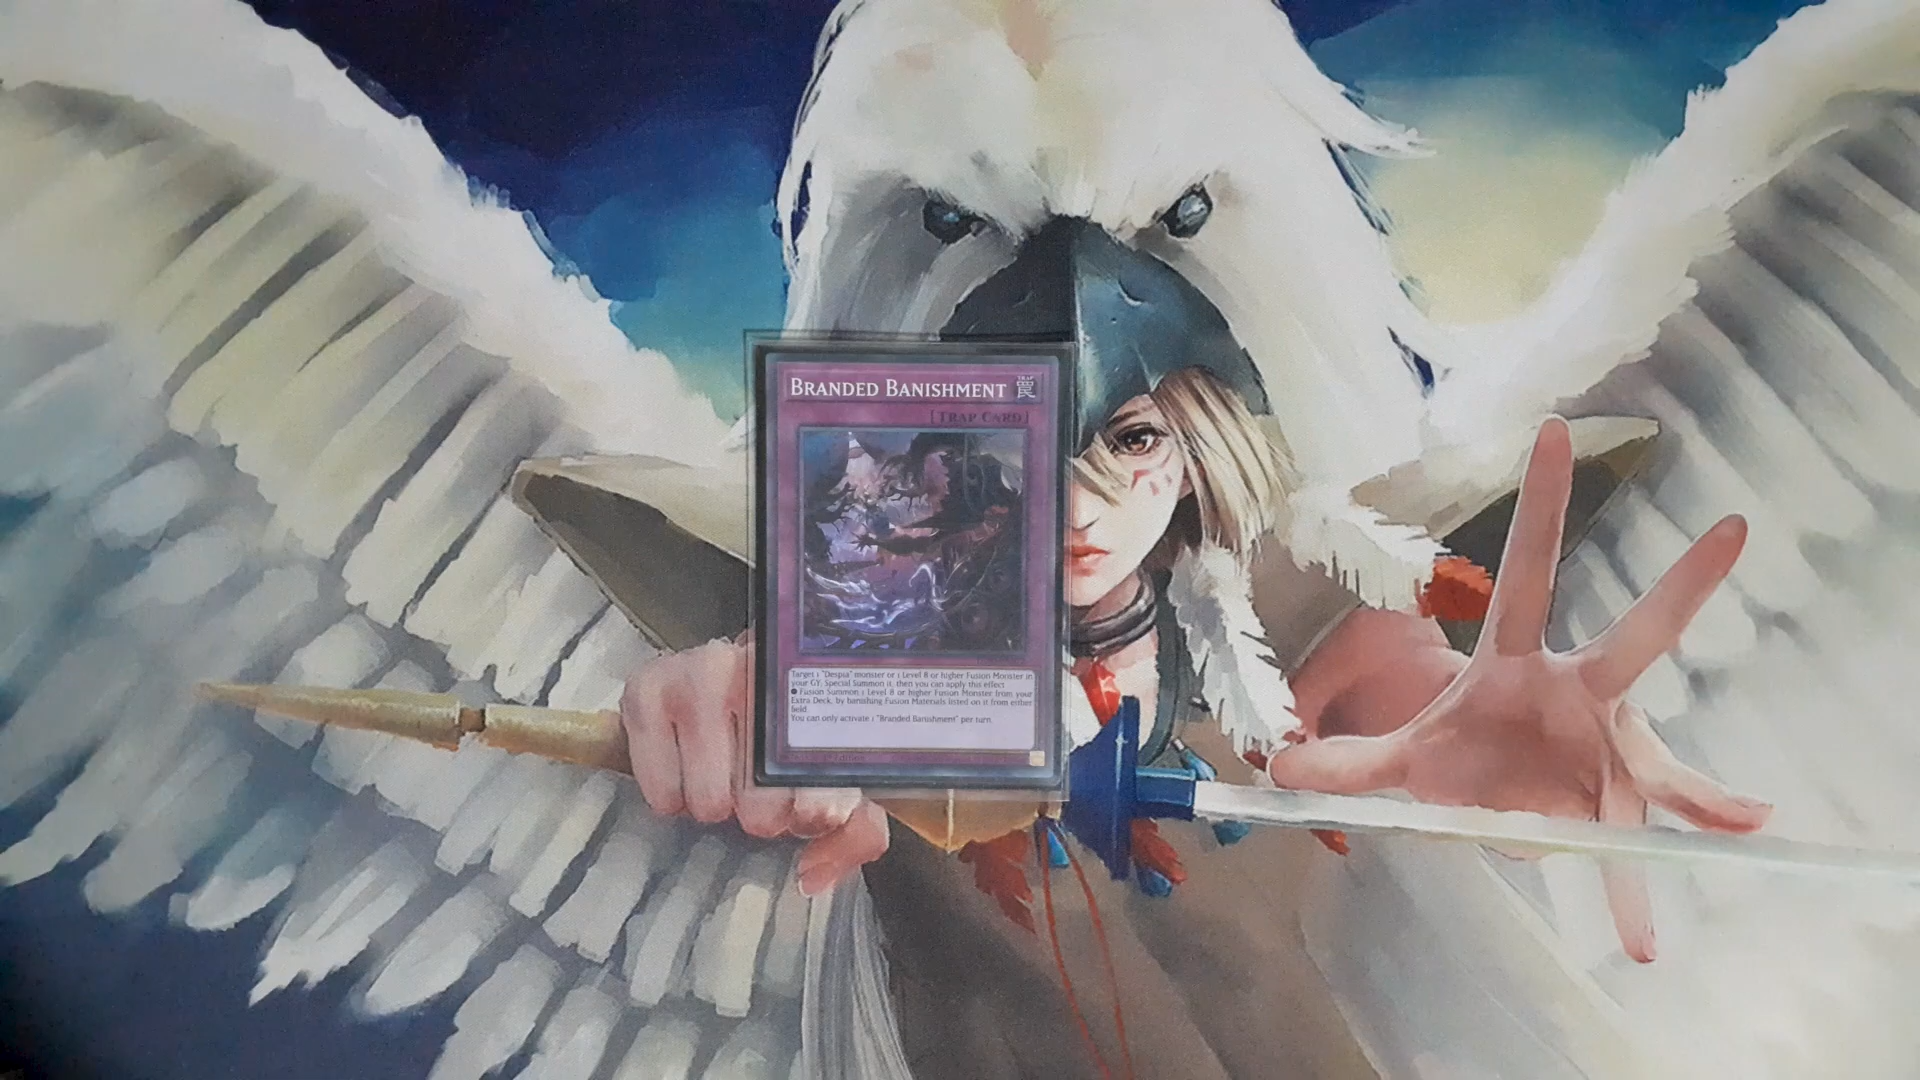 BRANDED BANISHMENT
TRAP
[TRAP CARD]
Target 1 "Despia" monster or 1 Level 8 or higher Fusion Monster in
your GY; Special Summon it, then you can apply this effect.
● Fusion Summon 1 Level 8 or higher Fusion Monster from your
Extra Deck, by banishing Fusion Materials listed on it from either
field.
You can only activate 1 "Branded Banishment" per turn.
Edition